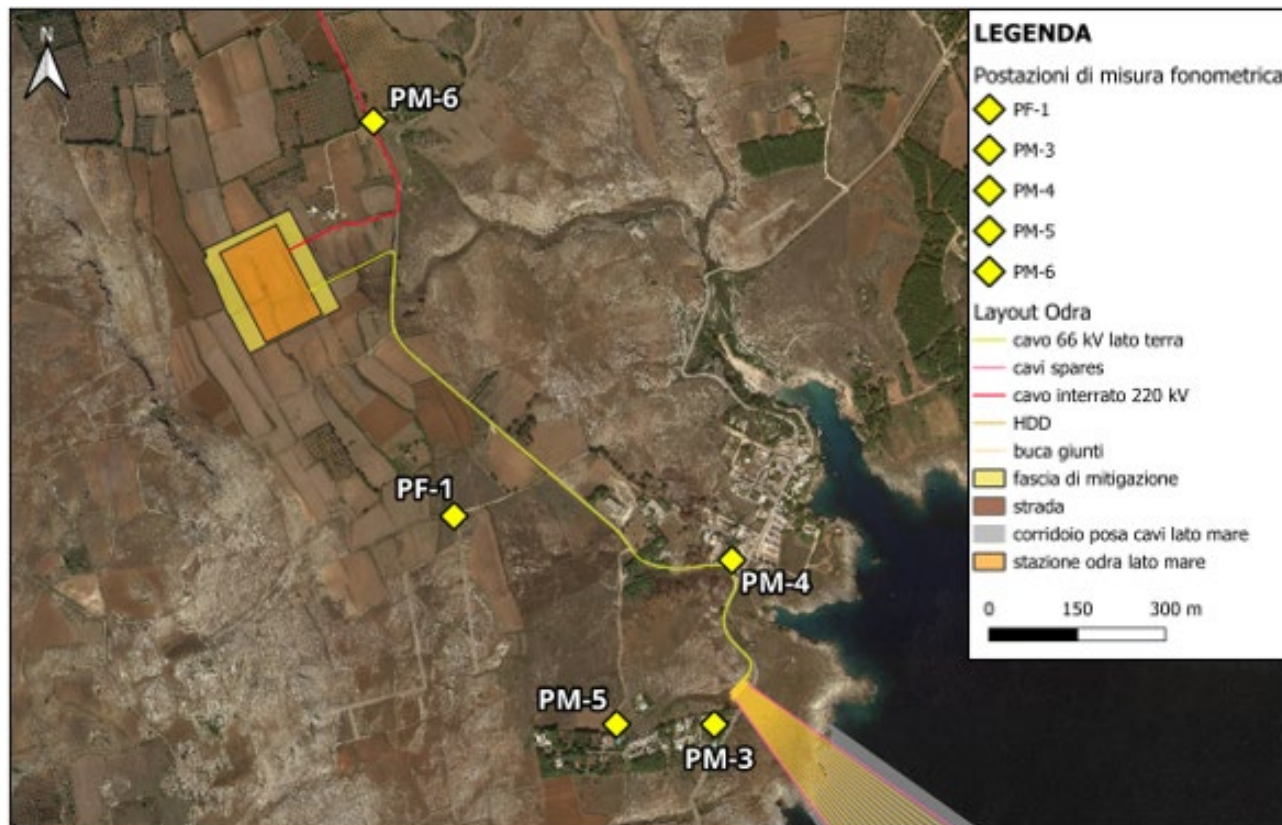 N
PM-6
PF-1
PM-4
PM-5
PM-3
LEGENDA
Postazioni di misura fonometrica
PF-1
PM-3
PM-4
PM-5
PM-6
Layout Odra
cavo 66 kV lato terra
cavi spares
cavo interrato 220 kV
HDD
buca giunti
fascia di mitigazione
strada
corridoio posa cavi lato mare
stazione odra lato mare
0 150 300 m